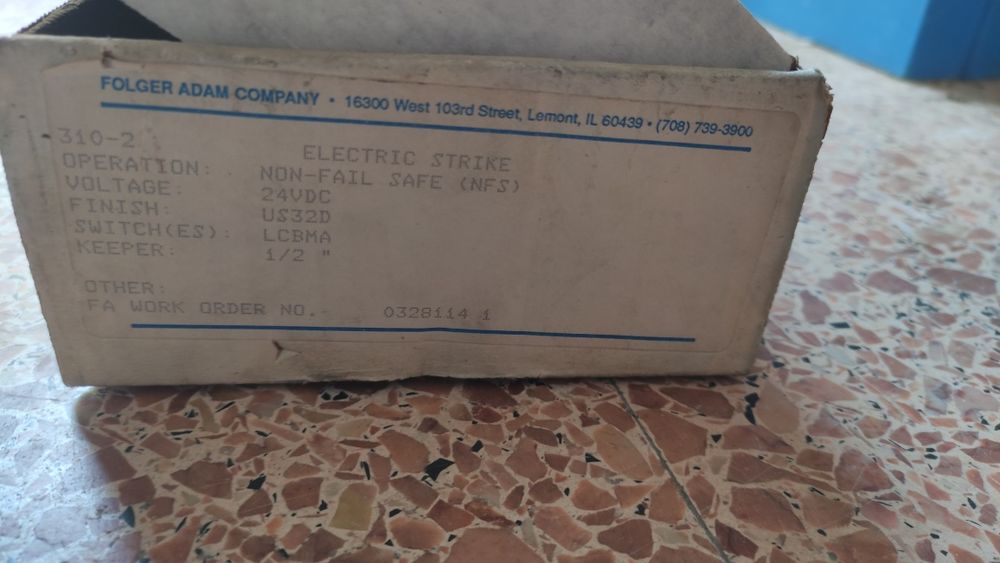 FOLGER ADAM COMPANY • 16300 West 103rd Street, Lemont, IL 60439 • (708) 739-3900
310-2 ELECTRIC STRIKE
OPERATION: NON-FAIL SAFE (NFS)
VOLTAGE: 24VDC
FINISH: US32D
SWITCH(ES): LCBMA
KEEPER: 1/2 "
OTHER:
FA WORK ORDER NO.- 0328114 1